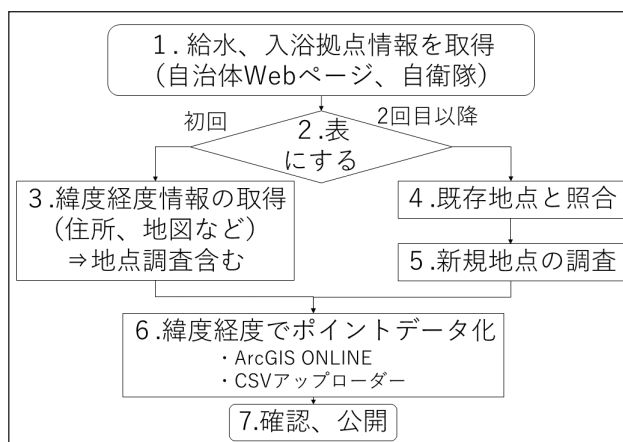 1．給水、入浴拠点情報を取得
（自治体Webページ、自衛隊）
初回
2回目以降
2．表
にする
3．緯度経度情報の取得
（住所、地図など）
⇒地点調査含む
4．既存地点と照合
5．新規地点の調査
6．緯度経度でポイントデータ化
・ArcGIS ONLINE
・CSVアップローダー
7.確認、公開